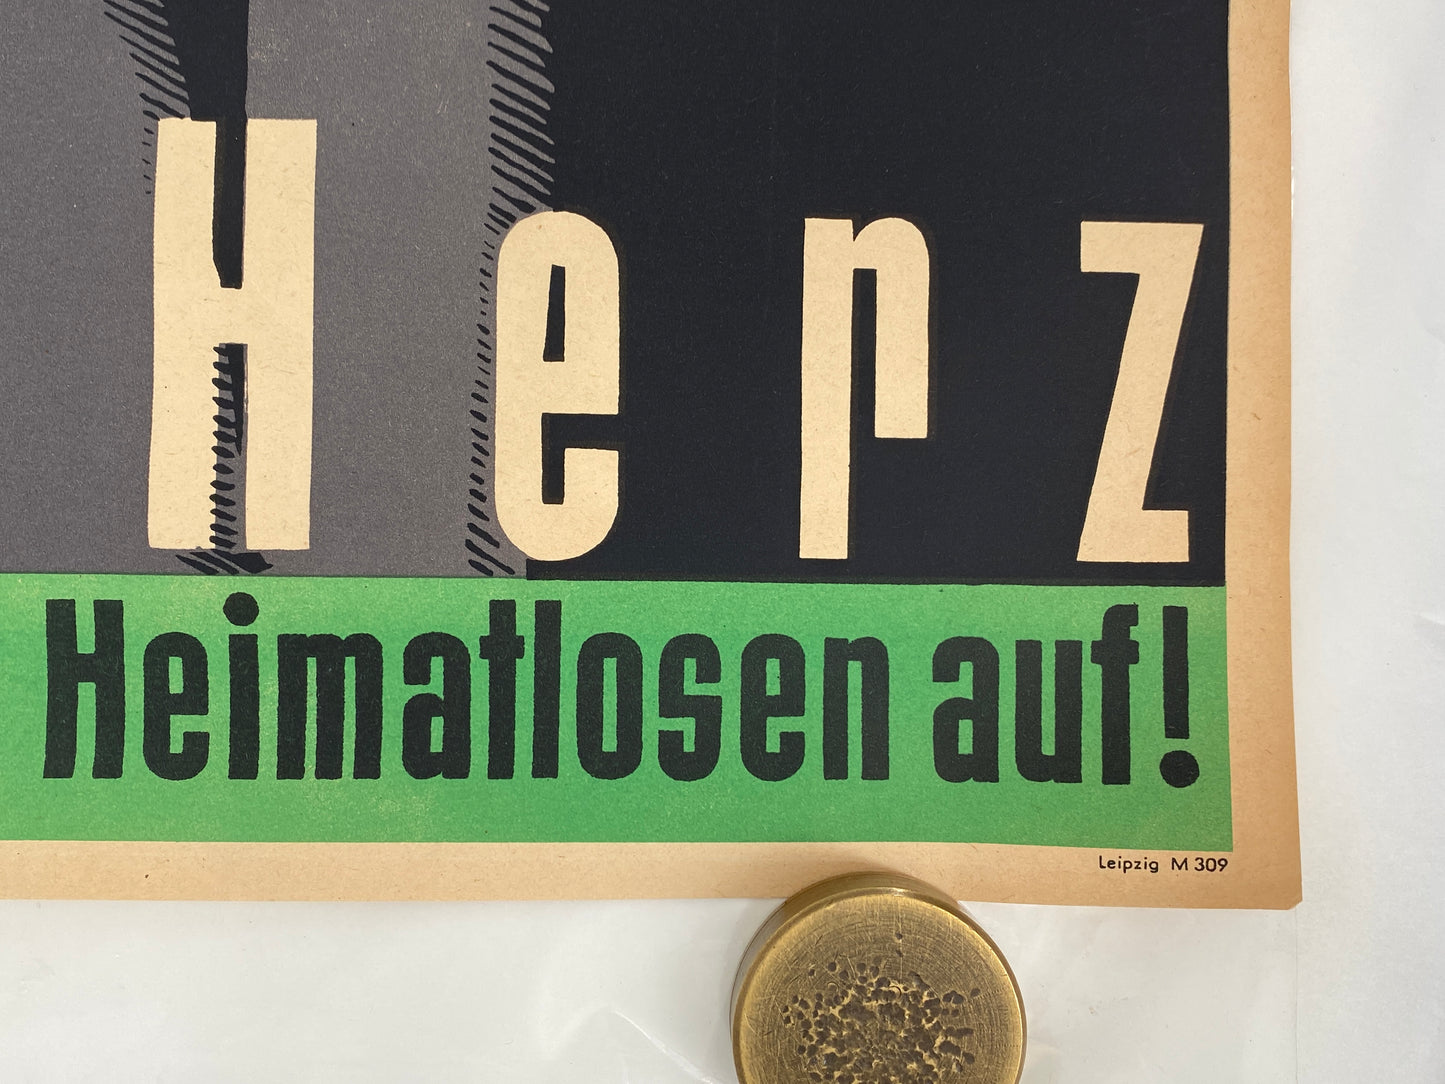 Herz
Heimatlosen auf!
Leipzig M 309